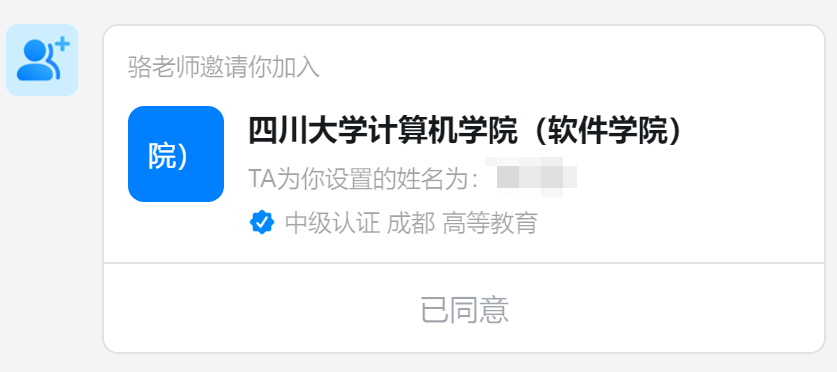 骆老师邀请你加入
院）
四川大学计算机学院（软件学院）
TA为你设置的姓名为：
中级认证 成都 高等教育
已同意